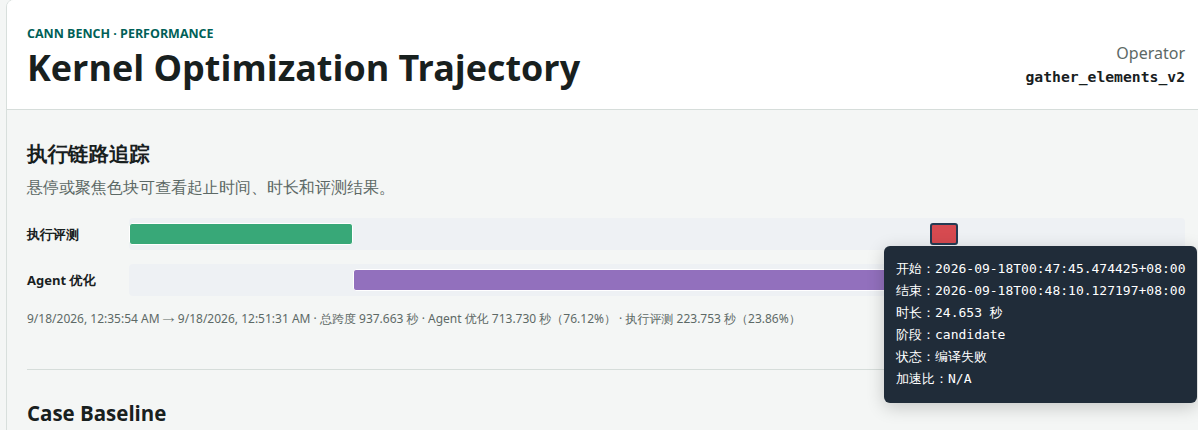 CANN BENCH · PERFORMANCE
Kernel Optimization Trajectory
Operator
gather_elements_v2
执行链路追踪
悬停或聚焦色块可查看起止时间、时长和评测结果。
执行评测
Agent 优化
开始：2026-09-18T00:47:45.474425+08:00
结束：2026-09-18T00:48:10.127197+08:00
时长：24.653 秒
阶段：candidate
状态：编译失败
加速比：N/A
9/18/2026, 12:35:54 AM → 9/18/2026, 12:51:31 AM · 总跨度 937.663 秒 · Agent 优化 713.730 秒（76.12%） · 执行评测 223.753 秒（23.86%）
Case Baseline